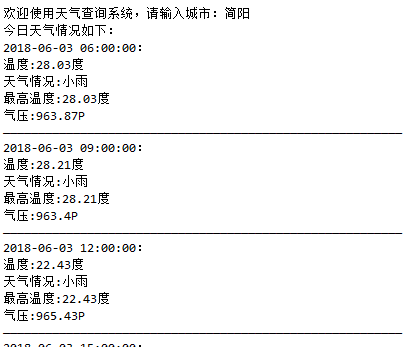 欢迎使用天气查询系统，请输入城市：简阳
今日天气情况如下：
2018-06-03 06:00:00：
温度:28.03度
天气情况:小雨
最高温度:28.03度
气压:963.87P
2018-06-03 09:00:00：
温度:28.21度
天气情况:小雨
最高温度:28.21度
气压:963.4P
2018-06-03 12:00:00：
温度:22.43度
天气情况:小雨
最高温度:22.43度
气压:965.43P
2018-06-03 15:00:00：